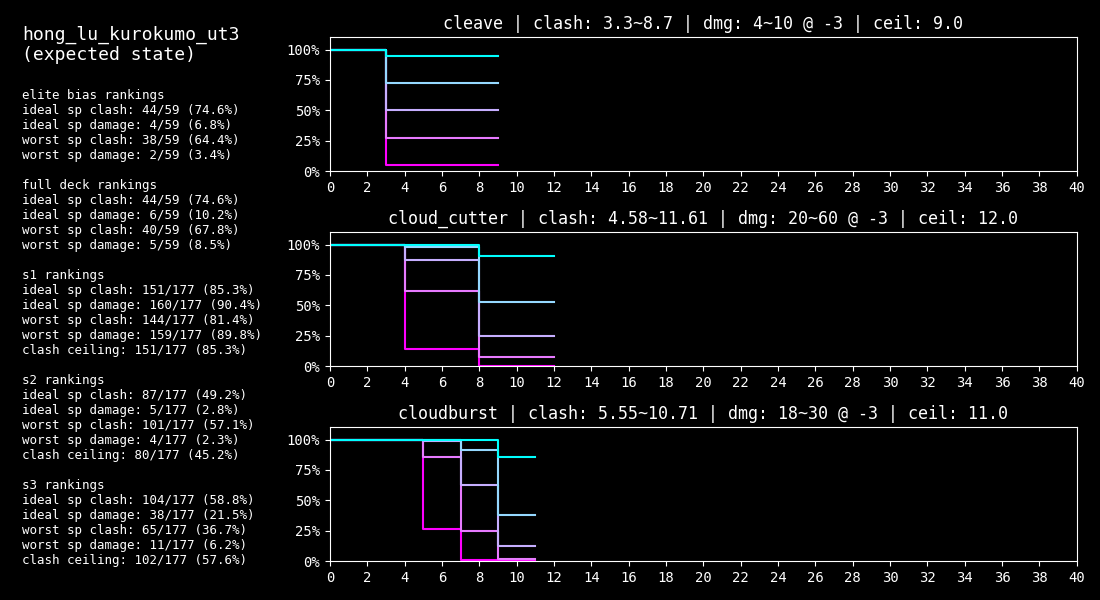 hong_lu_kurokumo_ut3
(expected state)
elite bias rankings
ideal sp clash: 44/59 (74.6%)
ideal sp damage: 4/59 (6.8%)
worst sp clash: 38/59 (64.4%)
worst sp damage: 2/59 (3.4%)
full deck rankings
ideal sp clash: 44/59 (74.6%)
ideal sp damage: 6/59 (10.2%)
worst sp clash: 40/59 (67.8%)
worst sp damage: 5/59 (8.5%)
s1 rankings
ideal sp clash: 151/177 (85.3%)
ideal sp damage: 160/177 (90.4%)
worst sp clash: 144/177 (81.4%)
worst sp damage: 159/177 (89.8%)
clash ceiling: 151/177 (85.3%)
s2 rankings
ideal sp clash: 87/177 (49.2%)
ideal sp damage: 5/177 (2.8%)
worst sp clash: 101/177 (57.1%)
worst sp damage: 4/177 (2.3%)
clash ceiling: 80/177 (45.2%)
s3 rankings
ideal sp clash: 104/177 (58.8%)
ideal sp damage: 38/177 (21.5%)
worst sp clash: 65/177 (36.7%)
worst sp damage: 11/177 (6.2%)
clash ceiling: 102/177 (57.6%)
cleave | clash: 3.3~8.7 | dmg: 4~10 @ -3 | ceil: 9.0
100%
75%
50%
25%
0%
0 2 4 6 8 10 12 14 16 18 20 22 24 26 28 30 32 34 36 38 40
cloud_cutter | clash: 4.58~11.61 | dmg: 20~60 @ -3 | ceil: 12.0
100%
75%
50%
25%
0%
0 2 4 6 8 10 12 14 16 18 20 22 24 26 28 30 32 34 36 38 40
cloudburst | clash: 5.55~10.71 | dmg: 18~30 @ -3 | ceil: 11.0
100%
75%
50%
25%
0%
0 2 4 6 8 10 12 14 16 18 20 22 24 26 28 30 32 34 36 38 40